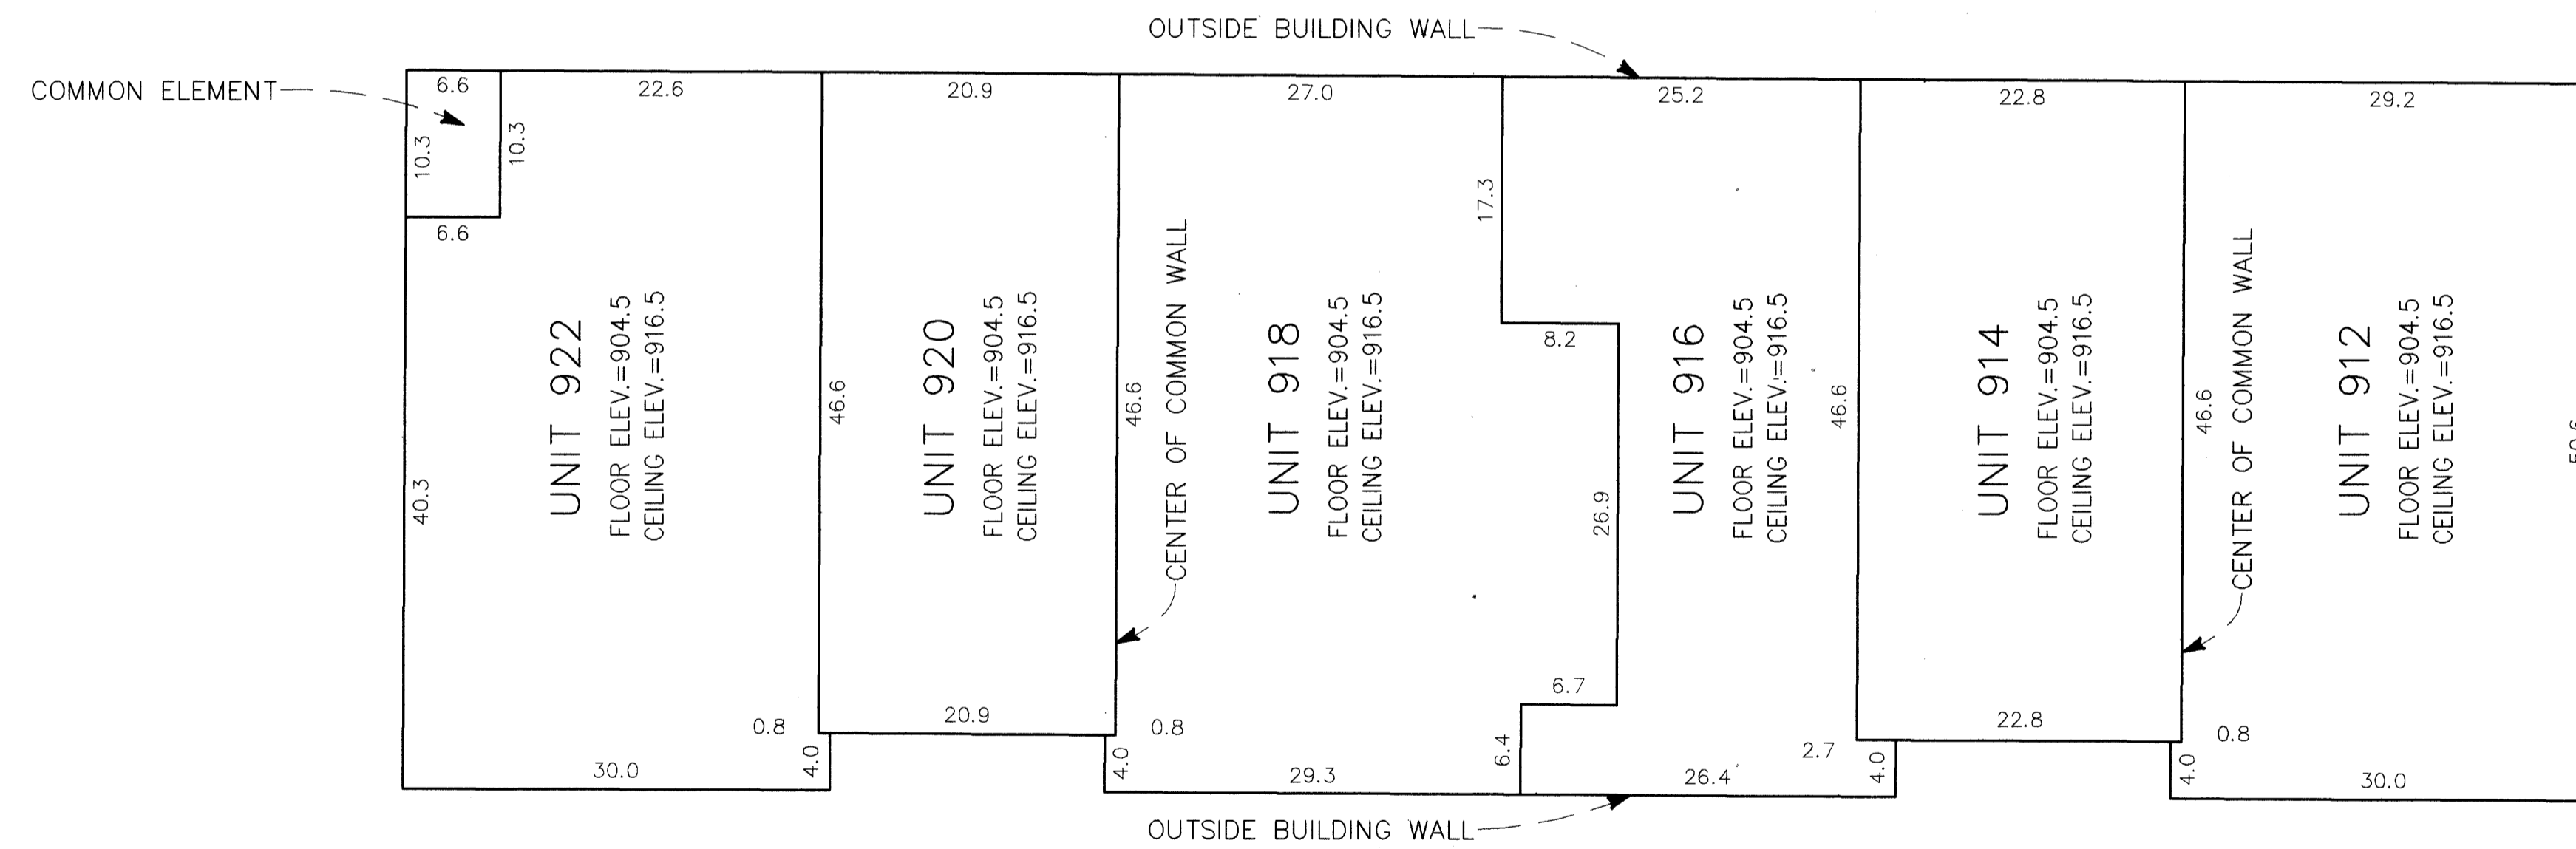 OUTSIDE BUILDING WALL
COMMON ELEMENT
6.6
22.6
20.9
27.0
25.2
22.8
29.2
10.3
10.3
6.6
17.3
8.2
UNIT 922
FLOOR ELEV.=904.5
CEILING ELEV.=916.5
40.3
46.6
UNIT 920
FLOOR ELEV.=904.5
CEILING ELEV.=916.5
46.6
CENTER OF COMMON WALL
UNIT 918
FLOOR ELEV.=904.5
CEILING ELEV.=916.5
26.9
UNIT 916
FLOOR ELEV.=904.5
CEILING ELEV.=916.5
46.6
UNIT 914
FLOOR ELEV.=904.5
CEILING ELEV.=916.5
46.6
CENTER OF COMMON WALL
UNIT 912
FLOOR ELEV.=904.5
CEILING ELEV.=916.5
6.7
0.8
20.9
0.8
6.4
2.7
22.8
0.8
30.0
4.0
4.0
29.3
26.4
4.0
4.0
30.0
OUTSIDE BUILDING WALL